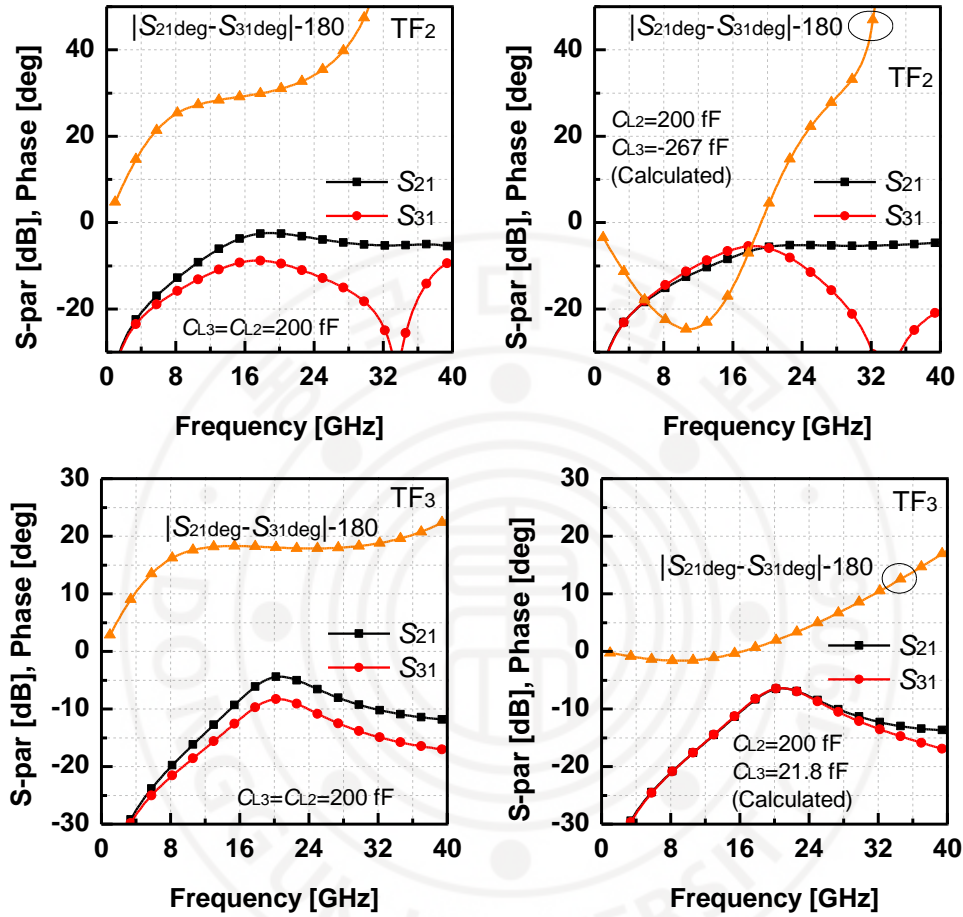 |S21deg-S31deg|-180
TF2
S21
S31
CL3=CL2=200 fF
40
20
0
-20
0
8
16
24
32
40
S-par [dB], Phase [deg]
Frequency [GHz]
|S21deg-S31deg|-180
TF2
CL2=200 fF
CL3=-267 fF
(Calculated)
S21
S31
40
20
0
-20
0
8
16
24
32
40
S-par [dB], Phase [deg]
Frequency [GHz]
TF3
|S21deg-S31deg|-180
S21
S31
CL3=CL2=200 fF
30
20
10
0
-10
-20
-30
0
8
16
24
32
40
S-par [dB], Phase [deg]
Frequency [GHz]
TF3
|S21deg-S31deg|-180
S21
S31
CL2=200 fF
CL3=21.8 fF
(Calculated)
30
20
10
0
-10
-20
-30
0
8
16
24
32
40
S-par [dB], Phase [deg]
Frequency [GHz]